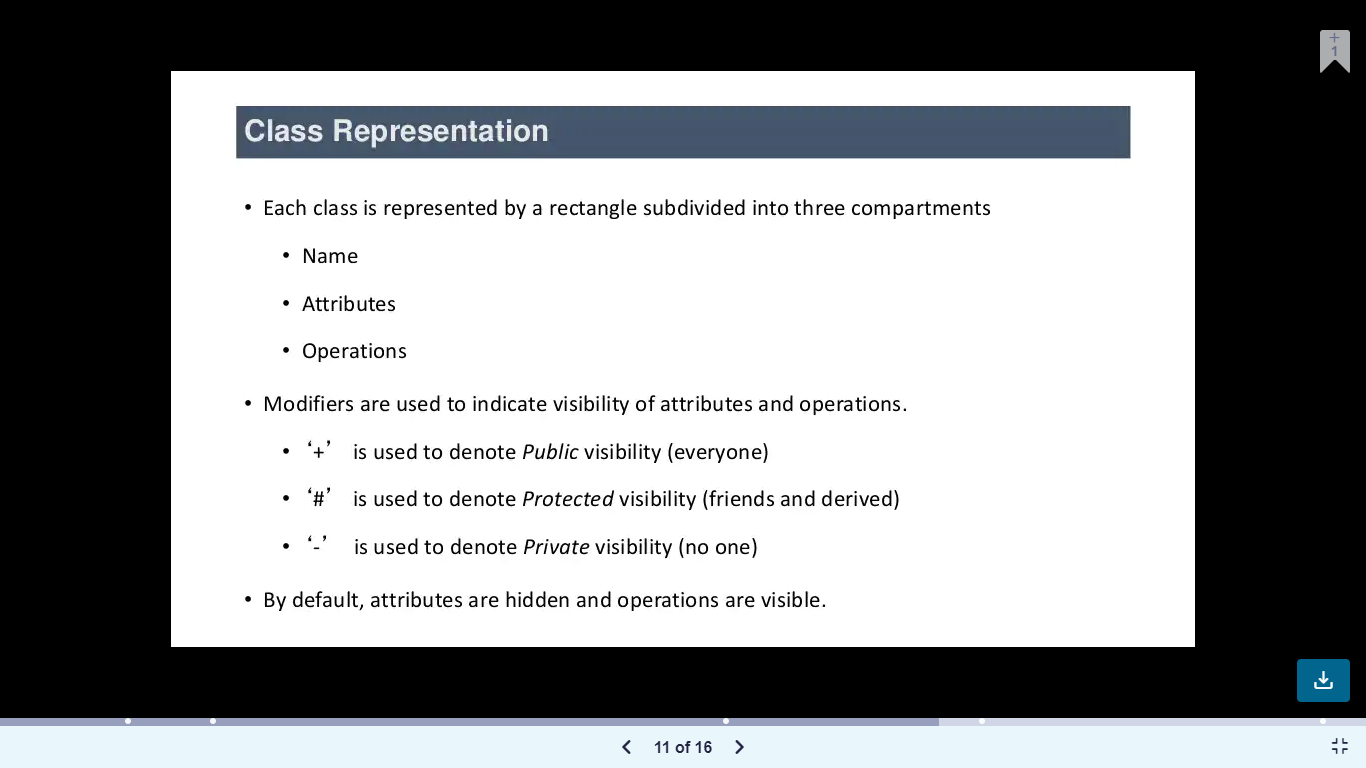 +
1
Class Representation
• Each class is represented by a rectangle subdivided into three compartments
• Name
• Attributes
• Operations
• Modifiers are used to indicate visibility of attributes and operations.
• ‘+’ is used to denote Public visibility (everyone)
• ‘#’ is used to denote Protected visibility (friends and derived)
• ‘-’ is used to denote Private visibility (no one)
• By default, attributes are hidden and operations are visible.
11 of 16